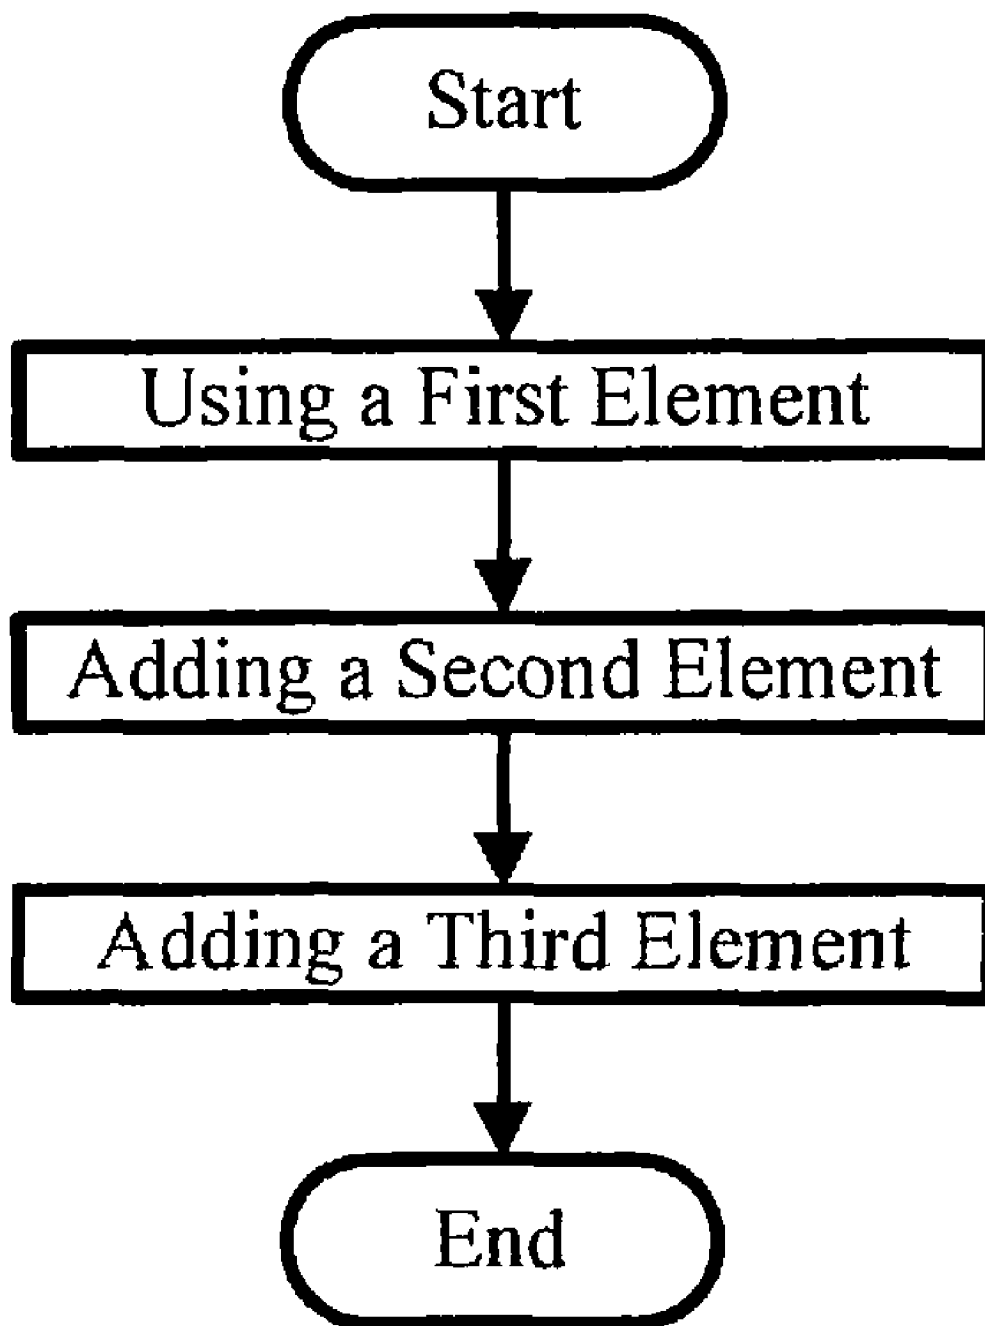 Start
Using a First Element
Adding a Second Element
Adding a Third Element
End